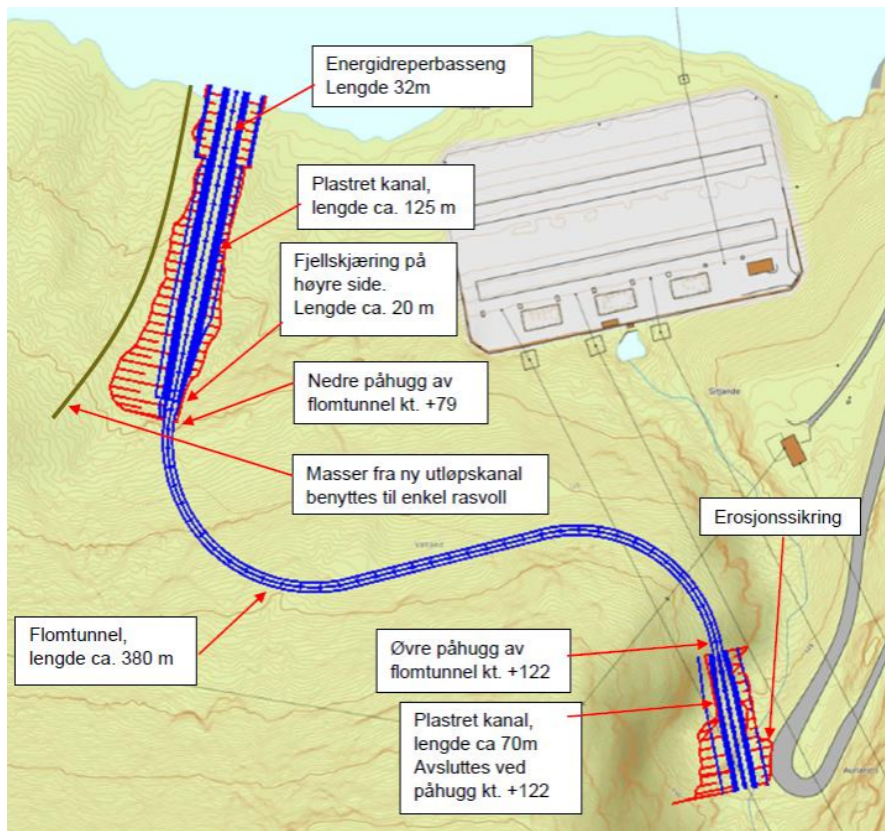 Energidreperbasseng
Lengde 32m
Plastret kanal,
lengde ca. 125 m
Fjellskjæring på
høyre side.
Lengde ca. 20 m
Nedre påhugg av
flomtunnel kt. +79
Masser fra ny utløpskanal
benyttes til enkel rasvoll
Sitjande
Erosjonssikring
Flomtunnel,
lengde ca. 380 m
Øvre påhugg av
flomtunnel kt. +122
Plastret kanal,
lengde ca 70m
Avsluttes ved
påhugg kt. +122